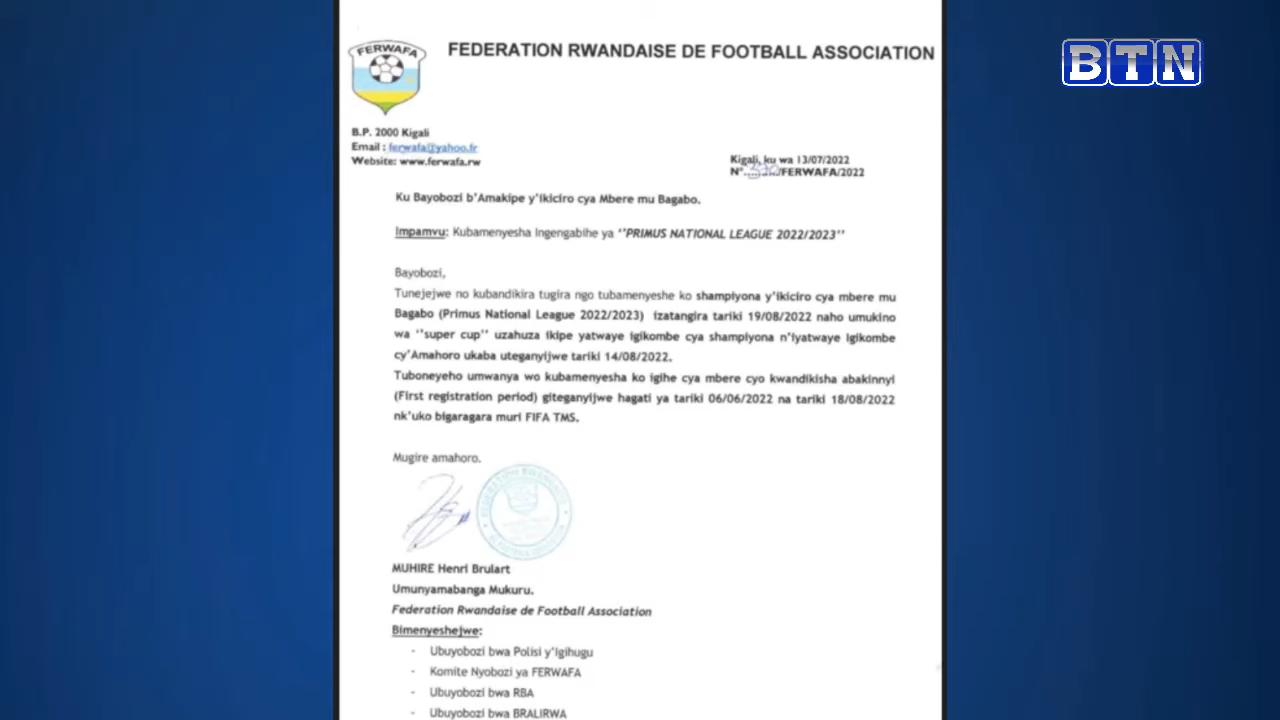 FERWAFA
FEDERATION RWANDAISE DE FOOTBALL ASSOCIATION
BTN
B.P. 2000 Kigali
Email : ferwafa@yahoo.fr
Website: www.ferwafa.rw
Kigali, ku wa 13/07/2022
N°..../FERWAFA/2022
Ku Bayobozi b'Amakipe y'Ikiciro cya Mbere mu Bagabo.
Impamvu: Kubamenyesha Ingengabihe ya ''PRIMUS NATIONAL LEAGUE 2022/2023''
Bayobozi,
Tunejejwe no kubandikira tugira ngo tubamenyeshe ko shampiyona y'ikiciro cya mbere mu
Bagabo (Primus National League 2022/2023) izatangira tariki 19/08/2022 naho umukino
wa ''super cup'' uzahuza ikipe yatwaye igikombe cya shampiyona n'iyatwaye Igikombe
cy'Amahoro ukaba uteganyijwe tariki 14/08/2022.
Tuboneyeho umwanya wo kubamenyesha ko igihe cya mbere cyo kwandikisha abakinnyi
(First registration period) giteganyijwe hagati ya tariki 06/06/2022 na tariki 18/08/2022
nk'uko bigaragara muri FIFA TMS.
Mugire amahoro.
MUHIRE Henri Brulart
Umunyamabanga Mukuru.
Federation Rwandaise de Football Association
Bimenyeshejwe:
- Ubuyobozi bwa Polisi y'Igihugu
- Komite Nyobozi ya FERWAFA
- Ubuyobozi bwa RBA
- Ubuyobozi bwa BRALIRWA